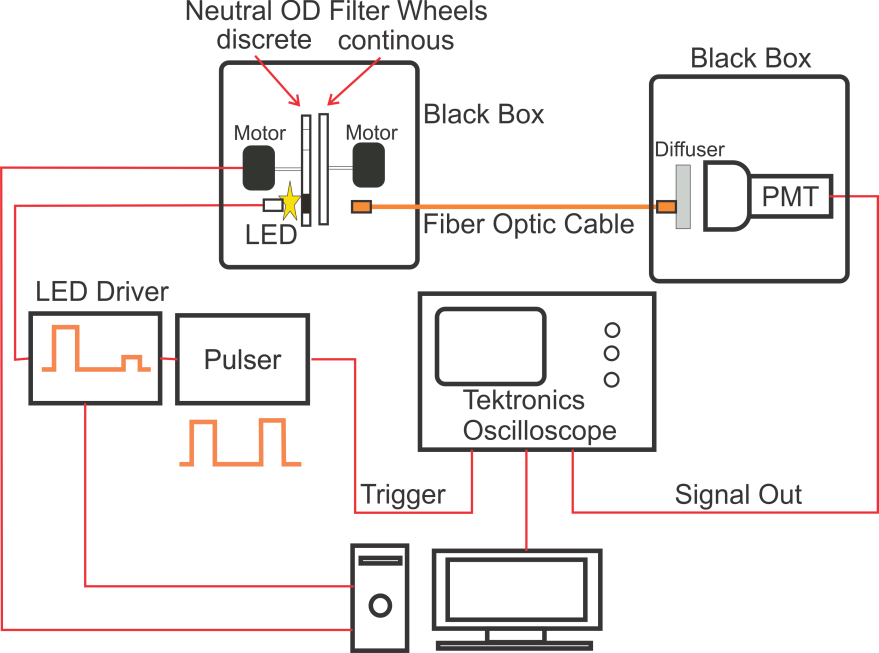 Neutral OD Filter Wheels
discrete continous
Black Box
Black Box
Motor
Motor
Diffuser
PMT
LED
Fiber Optic Cable
LED Driver
Pulser
Tektronics
Oscilloscope
Trigger
Signal Out